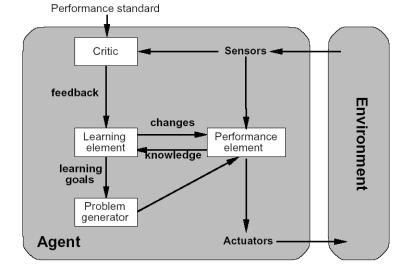 Performance standard
Critic
Sensors
feedback
changes
Learning
element
Performance
element
knowledge
learning
goals
Problem
generator
Agent
Actuators
Environment